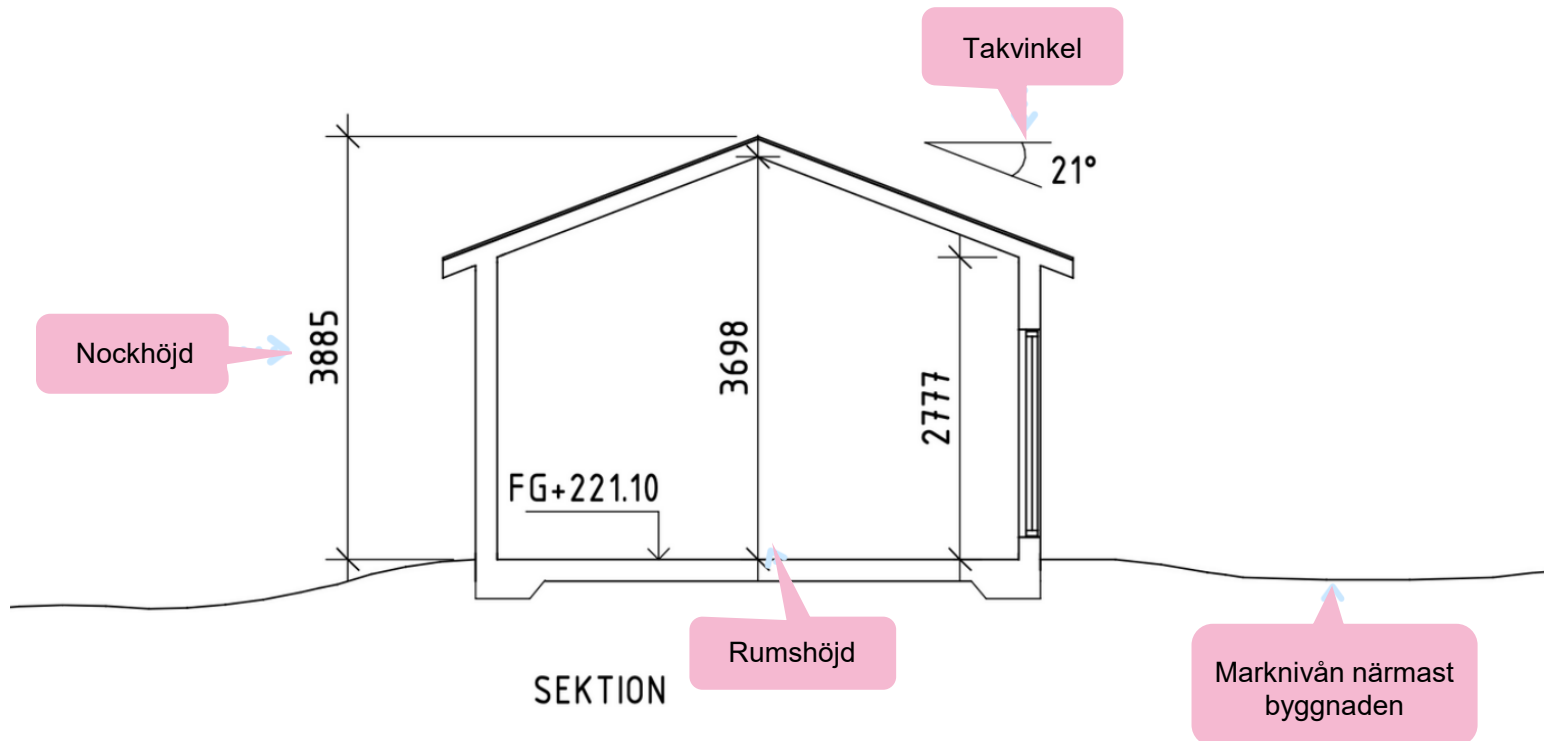 Takvinkel
21°
Nockhöjd
3885
3698
2777
FG+221.10
Rumshöjd
SEKTION
Marknivån närmast
byggnaden